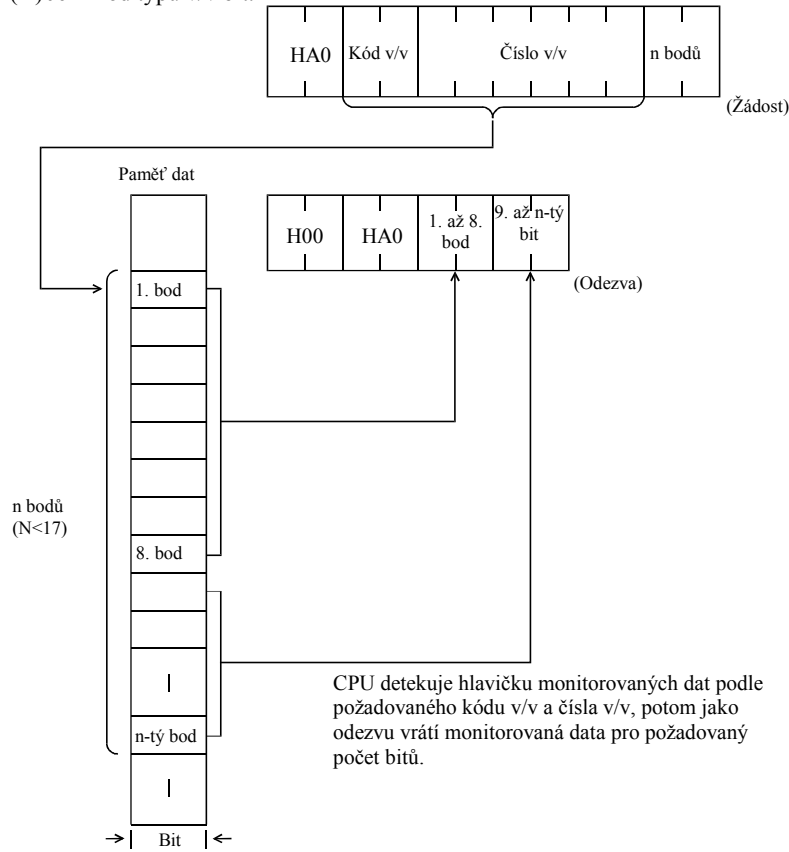 HA0
Kód v/v
Číslo v/v
n bodů
(Žádost)
Paměť dat
H00
HA0
1. až 8.
bod
9. až n-tý
bit
(Odezva)
1. bod
n bodů
(N<17)
8. bod
CPU detekuje hlavičku monitorovaných dat podle
požadovaného kódu v/v a čísla v/v, potom jako
odezvu vrátí monitorovaná data pro požadovaný
počet bitů.
n-tý bod
Bit